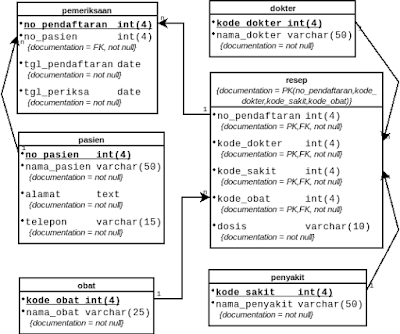 pemeriksaan
no_pendaftaran int(4)
no_pasien int(4)
{documentation = FK, not null}
tgl_pendaftaran date
{documentation = not null}
tgl_periksa date
{documentation = not null}
n
n
dokter
kode_dokter int(4)
nama_dokter varchar(50)
{documentation = not null}
1
resep
{documentation = PK(no_pendaftaran,kode_
dokter,kode_sakit,kode_obat)}
no_pendaftaran int(4)
{documentation = PK,FK, not null}
kode_dokter int(4)
{documentation = PK,FK, not null}
kode_sakit int(4)
{documentation = PK,FK, not null}
kode_obat int(4)
{documentation = PK,FK, not null}
dosis varchar(10)
{documentation = not null}
1
n
n
n
pasien
no_pasien int(4)
nama_pasien varchar(50)
{documentation = not null}
alamat text
{documentation = not null}
telepon varchar(15)
{documentation = not null}
1
obat
kode_obat int(4)
nama_obat varchar(25)
{documentation = not null}
1
penyakit
kode_sakit int(4)
nama_penyakit varchar(50)
{documentation = not null}
1